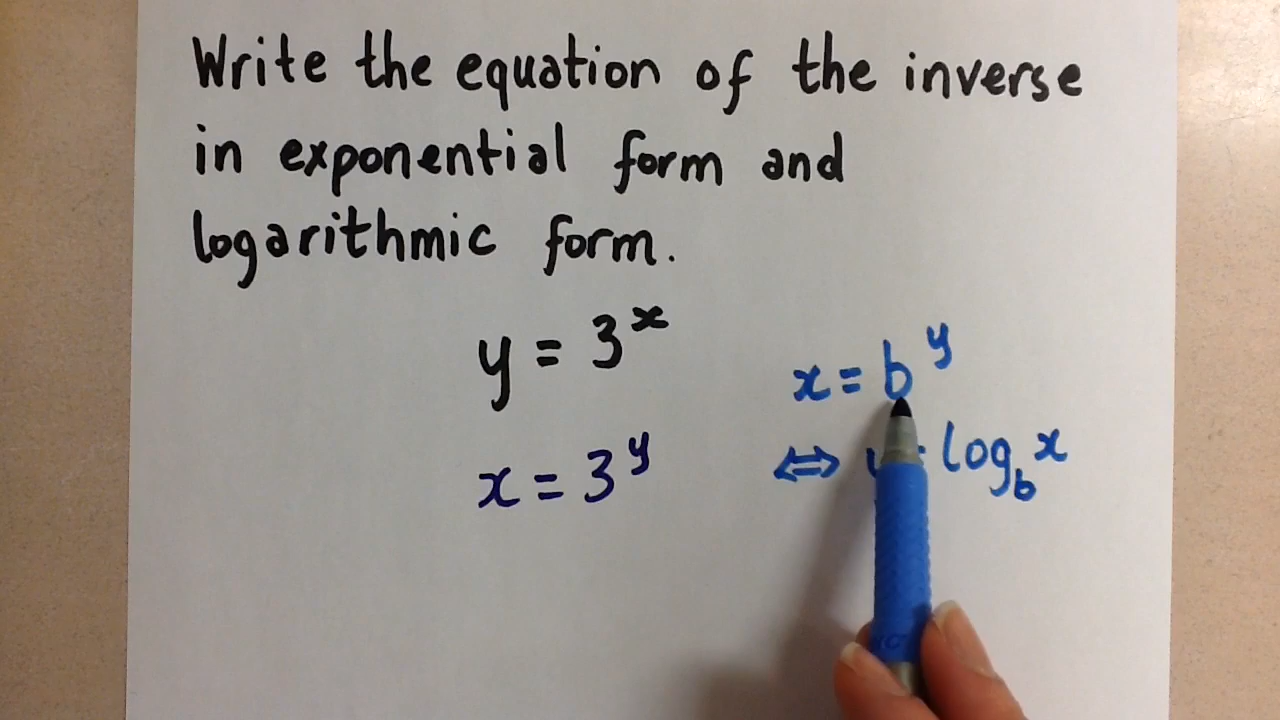 Write the equation of the inverse
in exponential form and
logarithmic form.
y = 3^x
x = b^y
x = 3^y
⇔ log_b x